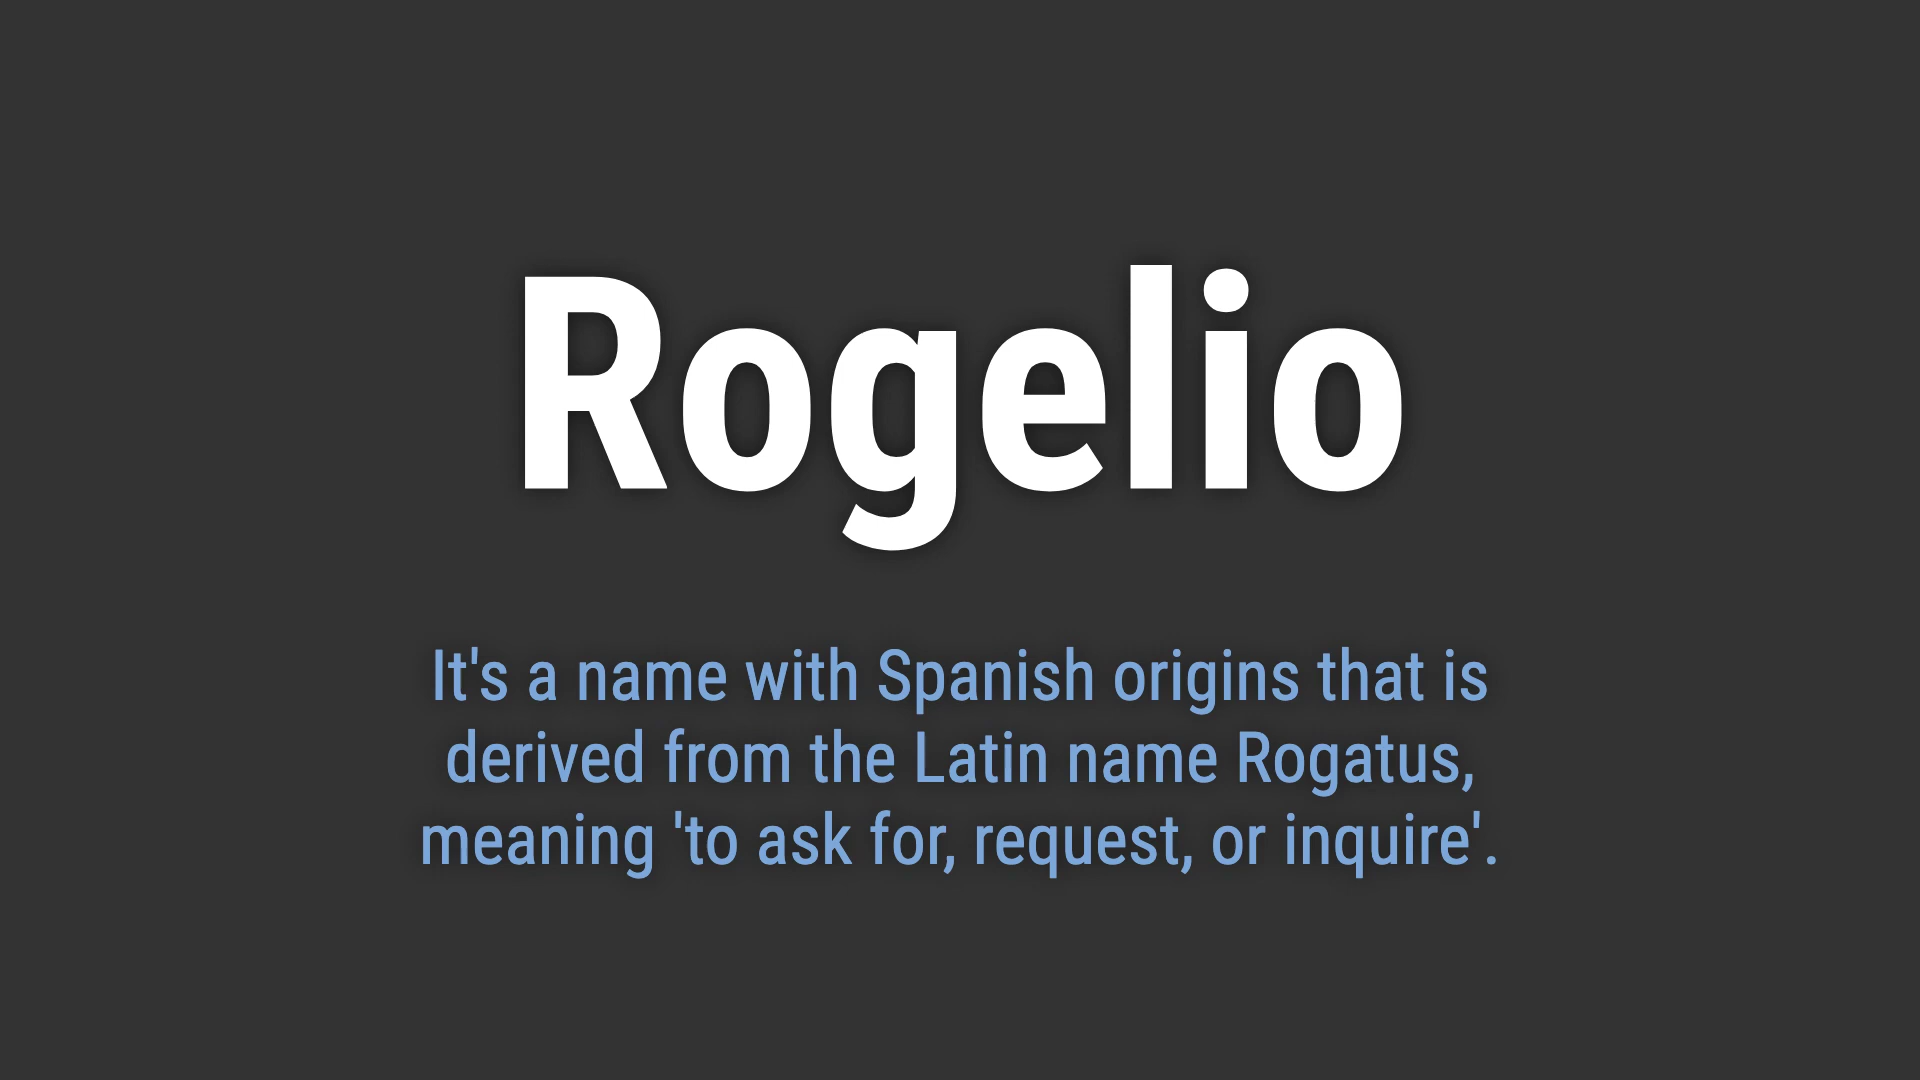 Rogelio
It's a name with Spanish origins that is
derived from the Latin name Rogatus,
meaning 'to ask for, request, or inquire'.